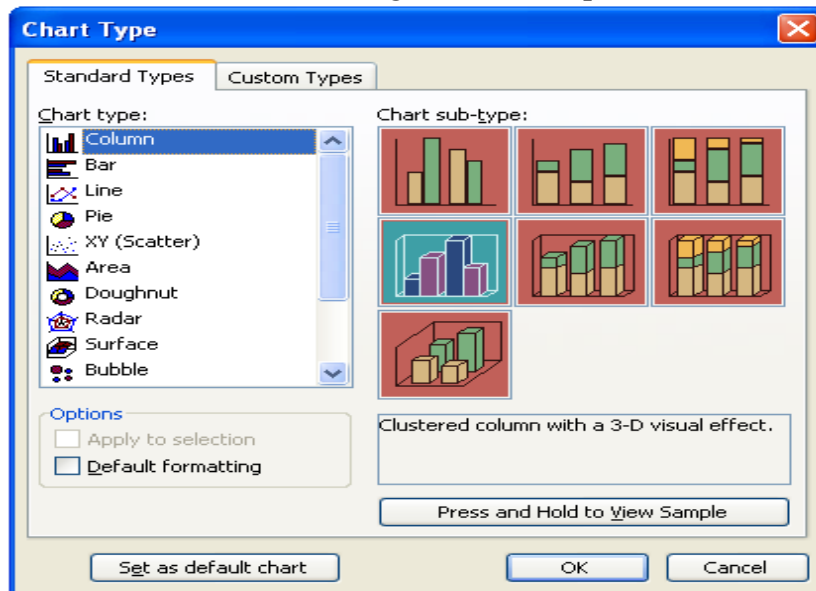 Chart Type
Standard Types
Custom Types
Chart type:
Column
Bar
Line
Pie
XY (Scatter)
Area
Doughnut
Radar
Surface
Bubble
Chart sub-type:
Options
Apply to selection
Default formatting
Clustered column with a 3-D visual effect.
Press and Hold to View Sample
Set as default chart
OK
Cancel